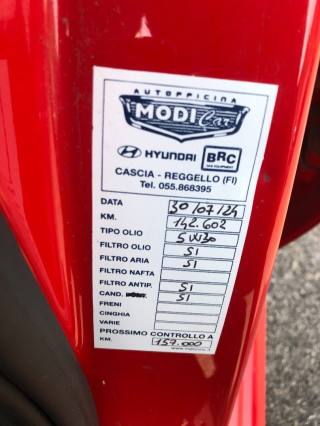 AUTOFFICINA
MODI Car
HYUNDAI BRC
GAS EQUIPMENT
CASCIA - REGGELLO (FI)
Tel. 055.868395
DATA 30/07/24
KM. 142.602
TIPO OLIO 5W30
FILTRO OLIO SI
FILTRO ARIA SI
FILTRO NAFTA
FILTRO ANTIP. SI
CAND. SI
FRENI
CINGHIA
VARIE
PROSSIMO CONTROLLO A
KM. 157.000